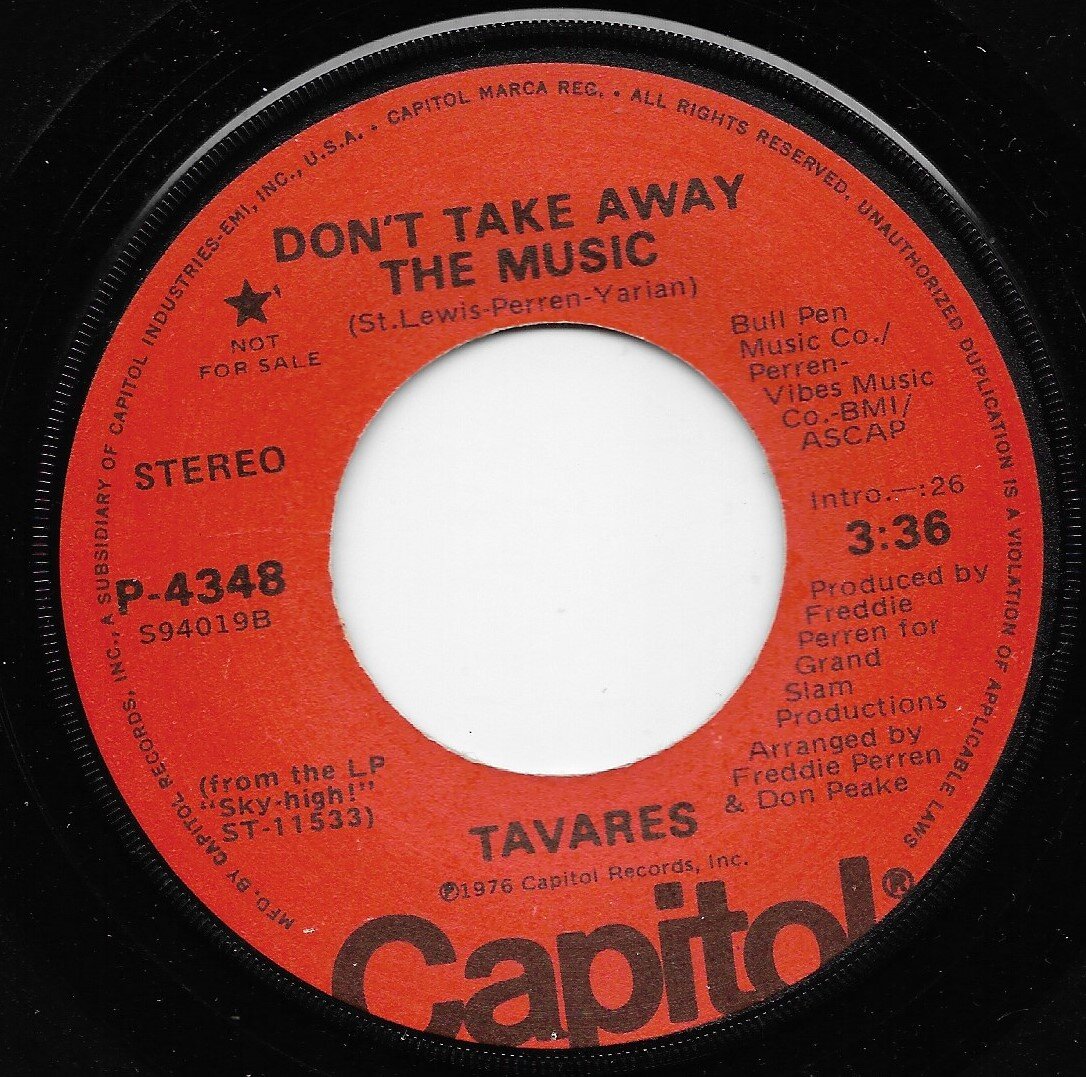 MFD. BY CAPITOL RECORDS, INC., A SUBSIDIARY OF CAPITOL INDUSTRIES-EMI, INC., U.S.A. • CAPITOL MARCA REG. • ALL RIGHTS RESERVED. UNAUTHORIZED DUPLICATION IS A VIOLATION OF APPLICABLE LAWS
DON'T TAKE AWAY
THE MUSIC
(St.Lewis-Perren-Yarian)
★
NOT
FOR SALE
Bull Pen
Music Co./
Perren-
Vibes Music
Co.-BMI/
ASCAP
STEREO
Intro.—:26
3:36
P-4348
S94019B
Produced by
Freddie
Perren for
Grand
Slam
Productions
Arranged by
Freddie Perren
& Don Peake
(from the LP
"Sky-high!"
ST-11533)
TAVARES
℗1976 Capitol Records, Inc.
Capitol®